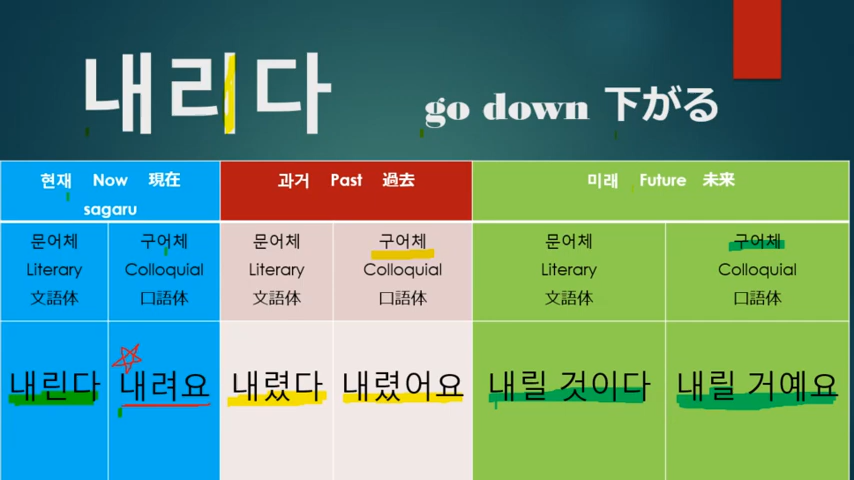 내리다 go down 下がる
현재 Now 現在 과거 Past 過去 미래 Future 未来
sagaru
문어체 구어체 문어체 구어체 문어체 구어체
Literary Colloquial Literary Colloquial Literary Colloquial
文語体 口語体 文語体 口語体 文語体 口語体
내린다 내려요 내렸다 내렸어요 내릴 것이다 내릴 거예요